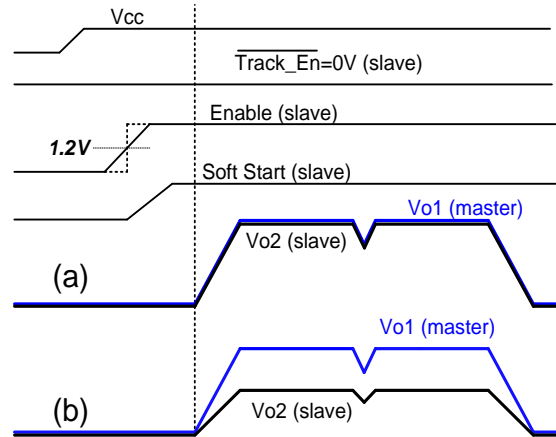 Vcc
Track_En=0V (slave)
Enable (slave)
1.2V
Soft Start (slave)
Vo1 (master)
Vo2 (slave)
(a)
Vo1 (master)
(b)
Vo2 (slave)